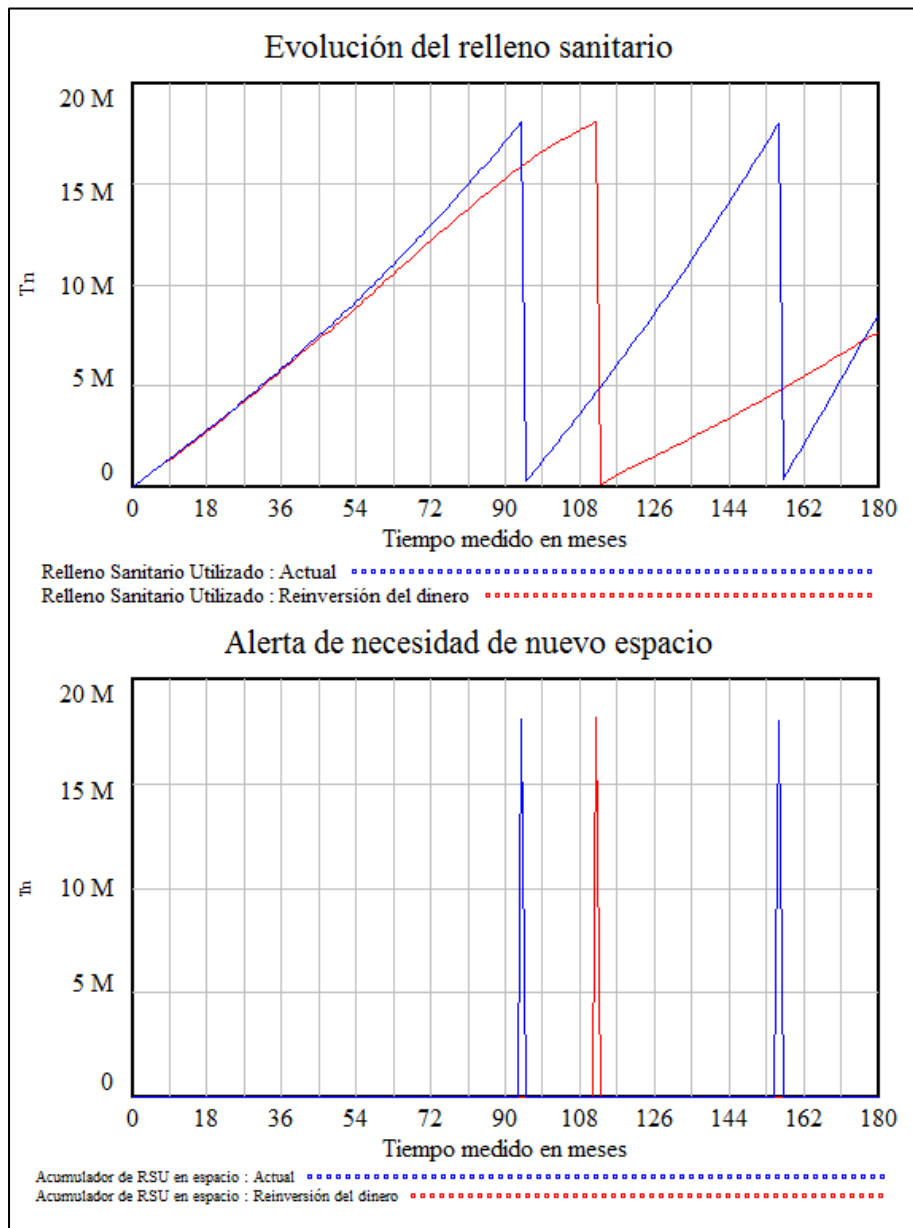 Evolución del relleno sanitario
20 M
15 M
10 M
5 M
0
Tn
0 18 36 54 72 90 108 126 144 162 180
Tiempo medido en meses
Relleno Sanitario Utilizado : Actual
Relleno Sanitario Utilizado : Reinversión del dinero
Alerta de necesidad de nuevo espacio
20 M
15 M
10 M
5 M
0
Tn
0 18 36 54 72 90 108 126 144 162 180
Tiempo medido en meses
Acumulador de RSU en espacio : Actual
Acumulador de RSU en espacio : Reinversión del dinero